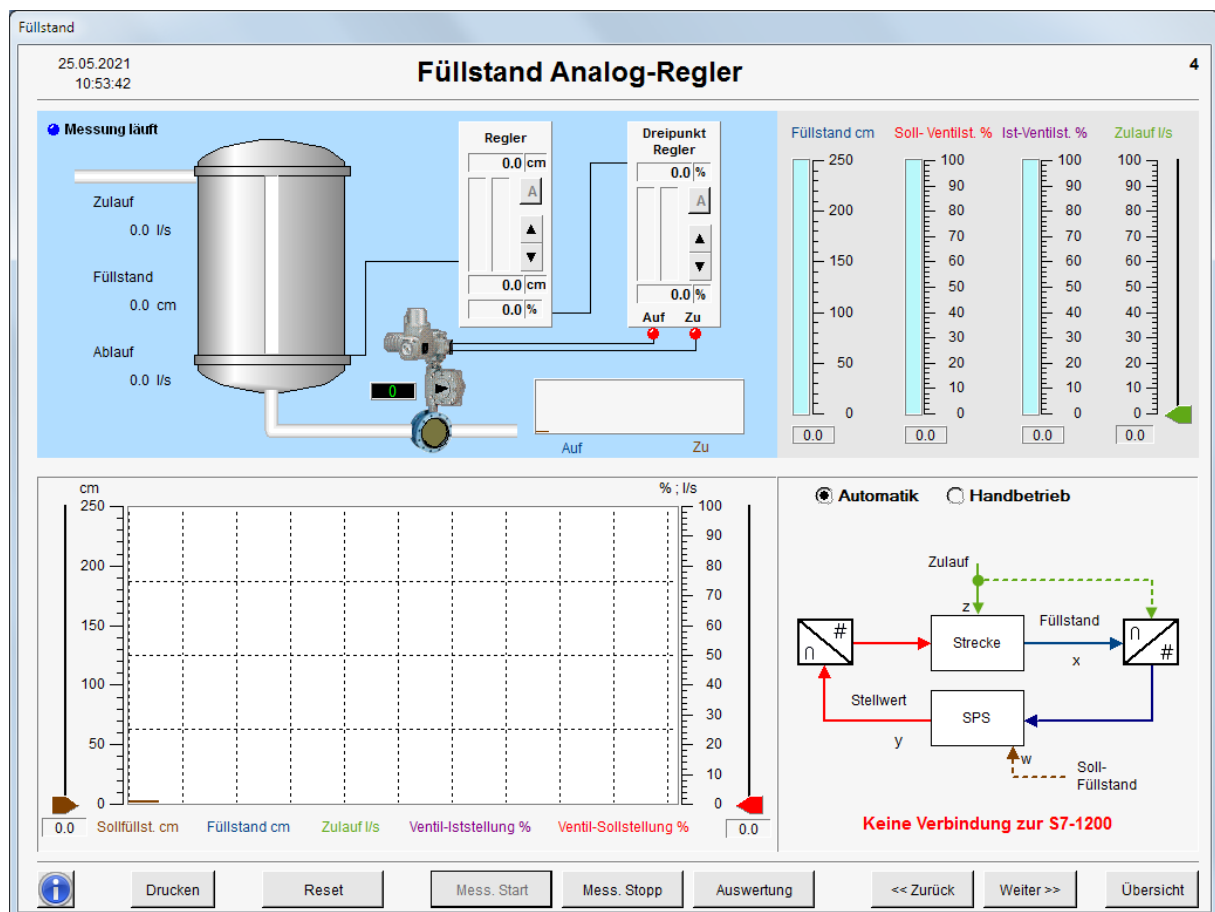 Füllstand
25.05.2021
10:53:42
Füllstand Analog-Regler
4
Messung läuft
Zulauf
0.0 l/s
Füllstand
0.0 cm
Ablauf
0.0 l/s
Regler
0.0 cm
A
0.0 cm
0.0 %
Dreipunkt
Regler
0.0 %
A
0.0 %
Auf Zu
0
Auf Zu
Füllstand cm Soll- Ventilst. % Ist-Ventilst. % Zulauf l/s
250 100 100 100
90 90 90
200 80 80 80
70 70 70
150 60 60 60
50 50 50
100 40 40 40
30 30 30
50 20 20 20
10 10 10
0 0 0 0
0.0 0.0 0.0 0.0
cm % ; l/s
250 100
90
200 80
70
150 60
50
100 40
30
50 20
10
0 0
0.0 Sollfüllst. cm Füllstand cm Zulauf l/s Ventil-Iststellung % Ventil-Sollstellung % 0.0
Automatik Handbetrieb
Zulauf
z
Füllstand
# ∩ Strecke ∩ #
x
Stellwert
SPS
y
w
Soll-
Füllstand
Keine Verbindung zur S7-1200
i Drucken Reset Mess. Start Mess. Stopp Auswertung << Zurück Weiter >> Übersicht